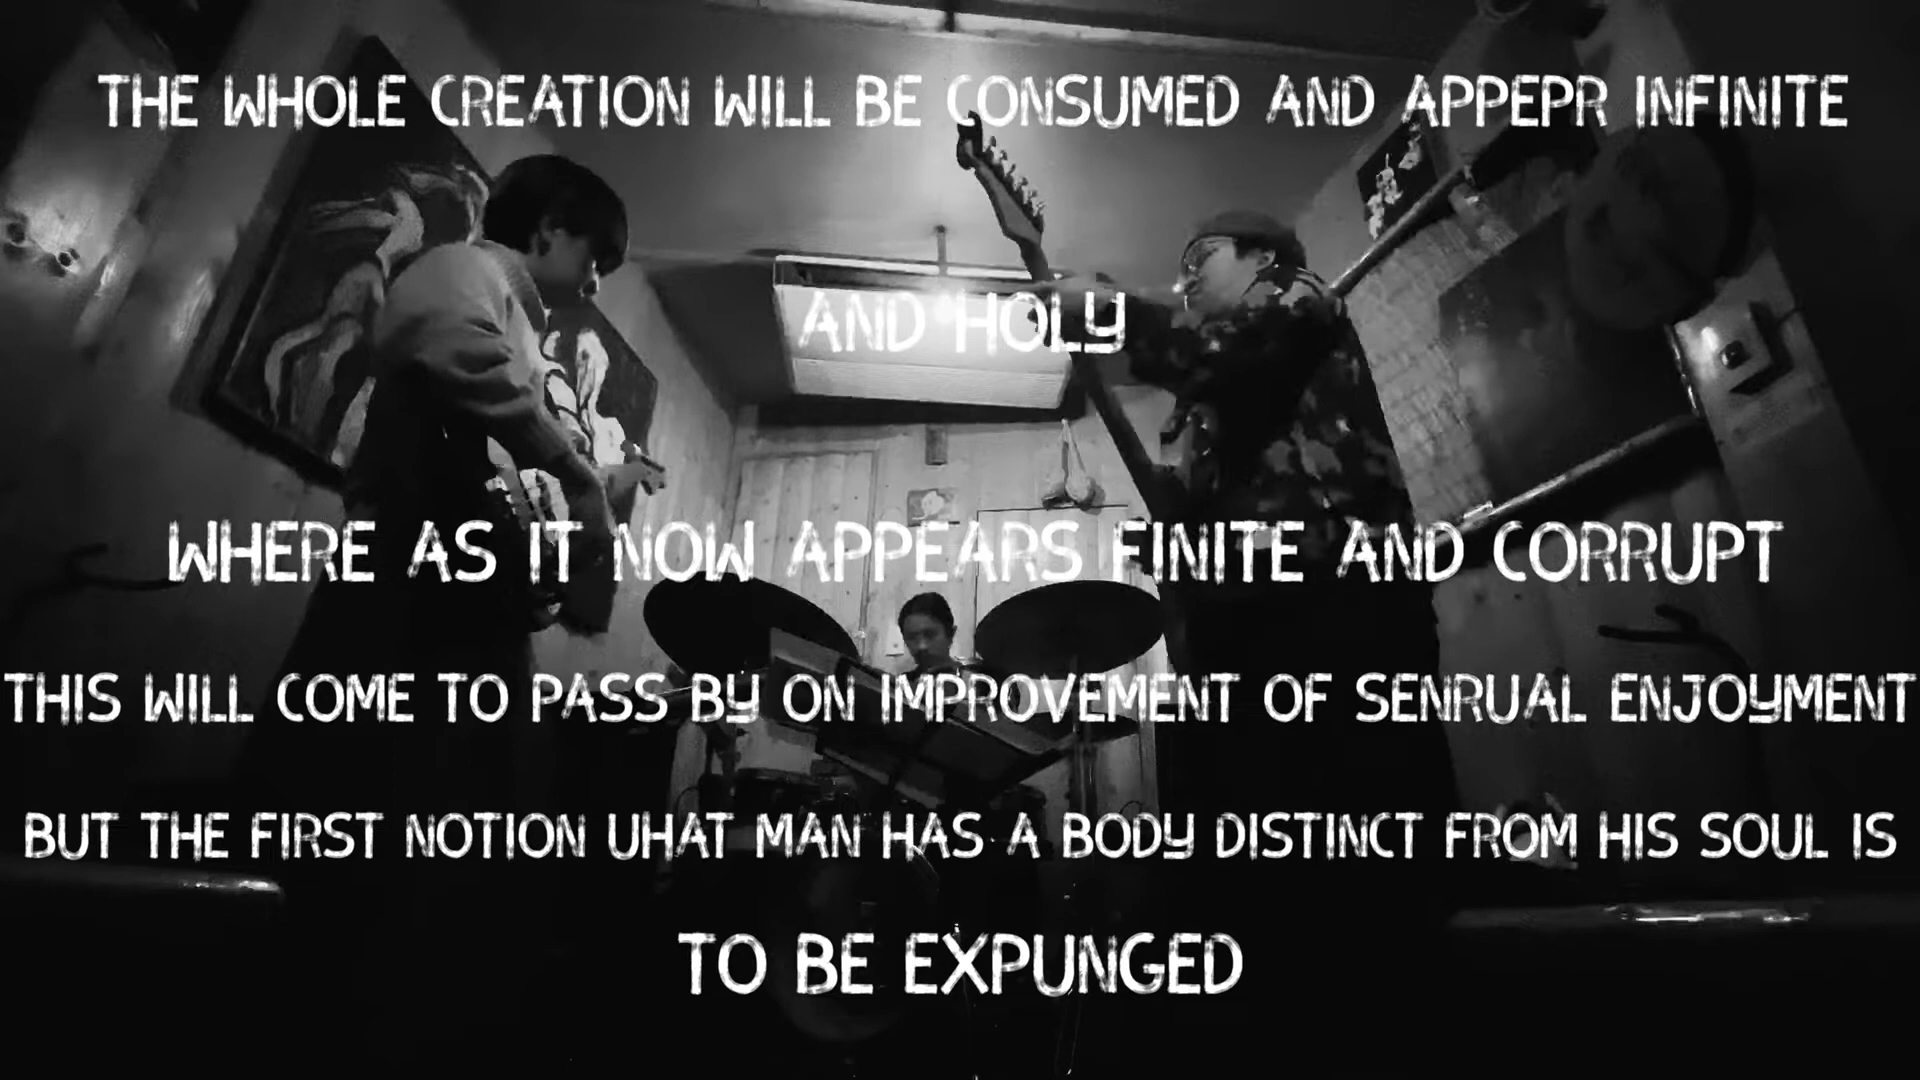 THE WHOLE CREATION WILL BE CONSUMED AND APPEPR INFINITE
AND HOLY
WHERE AS IT NOW APPEARS FINITE AND CORRUPT
THIS WILL COME TO PASS BY ON IMPROVEMENT OF SENRUAL ENJOYMENT
BUT THE FIRST NOTION UHAT MAN HAS A BODY DISTINCT FROM HIS SOUL IS
TO BE EXPUNGED